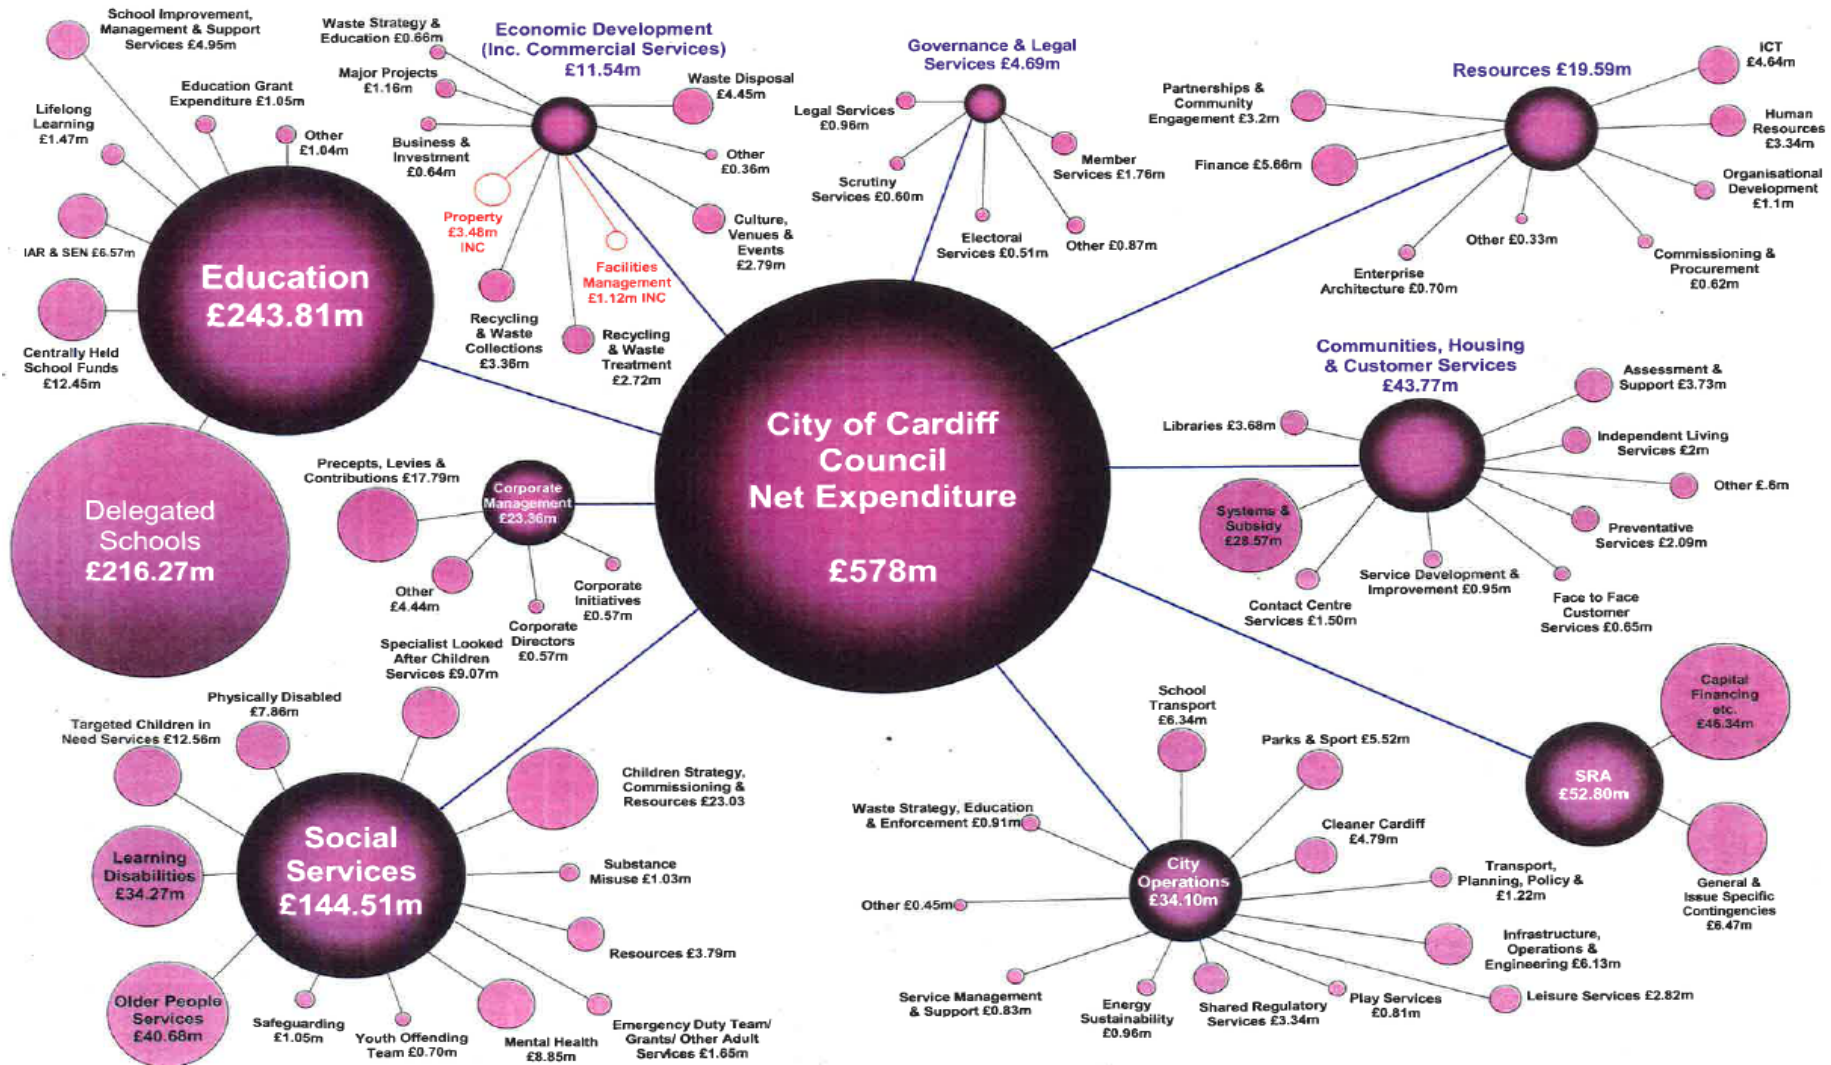 School Improvement,
Management & Support
Services £4.95m
Education Grant
Expenditure £1.05m
Other
£1.04m
Lifelong
Learning
£1.47m
IAR & SEN £6.57m
Centrally Held
School Funds
£12.45m
Education
£243.81m
Delegated
Schools
£216.27m
Waste Strategy &
Education £0.66m
Economic Development
(Inc. Commercial Services)
£11.54m
Major Projects
£1.16m
Waste Disposal
£4.45m
Business &
Investment
£0.64m
Other
£0.36m
Property
£3.48m
INC
Facilities
Management
£1.12m INC
Culture,
Venues &
Events
£2.79m
Recycling
& Waste
Collections
£3.36m
Recycling
& Waste
Treatment
£2.72m
Governance & Legal
Services £4.69m
Legal Services
£0.96m
Scrutiny
Services £0.60m
Electoral
Services £0.51m
Other £0.87m
Member
Services £1.76m
Resources £19.59m
ICT
£4.64m
Partnerships &
Community
Engagement £3.2m
Human
Resources
£3.34m
Finance £5.66m
Organisational
Development
£1.1m
Other £0.33m
Enterprise
Architecture £0.70m
Commissioning &
Procurement
£0.62m
City of Cardiff
Council
Net Expenditure
£578m
Communities, Housing
& Customer Services
£43.77m
Assessment &
Support £3.73m
Libraries £3.68m
Independent Living
Services £2m
Other £.6m
Systems &
Subsidy
£28.57m
Preventative
Services £2.09m
Service Development &
Improvement £0.95m
Contact Centre
Services £1.50m
Face to Face
Customer
Services £0.65m
Precepts, Levies &
Contributions £17.79m
Corporate
Management
£23.36m
Other
£4.44m
Corporate
Initiatives
£0.57m
Corporate
Directors
£0.57m
Specialist Looked
After Children
Services £9.07m
Physically Disabled
£7.86m
Targeted Children in
Need Services £12.56m
Children Strategy,
Commissioning &
Resources £23.03
Social
Services
£144.51m
Learning
Disabilities
£34.27m
Substance
Misuse £1.03m
Resources £3.79m
Older People
Services
£40.68m
Safeguarding
£1.05m
Youth Offending
Team £0.70m
Mental Health
£8.85m
Emergency Duty Team/
Grants/ Other Adult
Services £1.65m
School
Transport
£6.34m
Parks & Sport £5.52m
Waste Strategy, Education
& Enforcement £0.91m
Cleaner Cardiff
£4.79m
City
Operations
£34.10m
Transport,
Planning, Policy &
£1.22m
Other £0.45m
Infrastructure,
Operations &
Engineering £6.13m
Service Management
& Support £0.83m
Energy
Sustainability
£0.96m
Shared Regulatory
Services £3.34m
Play Services
£0.81m
Leisure Services £2.82m
Capital
Financing
etc.
£46.34m
SRA
£52.80m
General &
Issue Specific
Contingencies
£6.47m